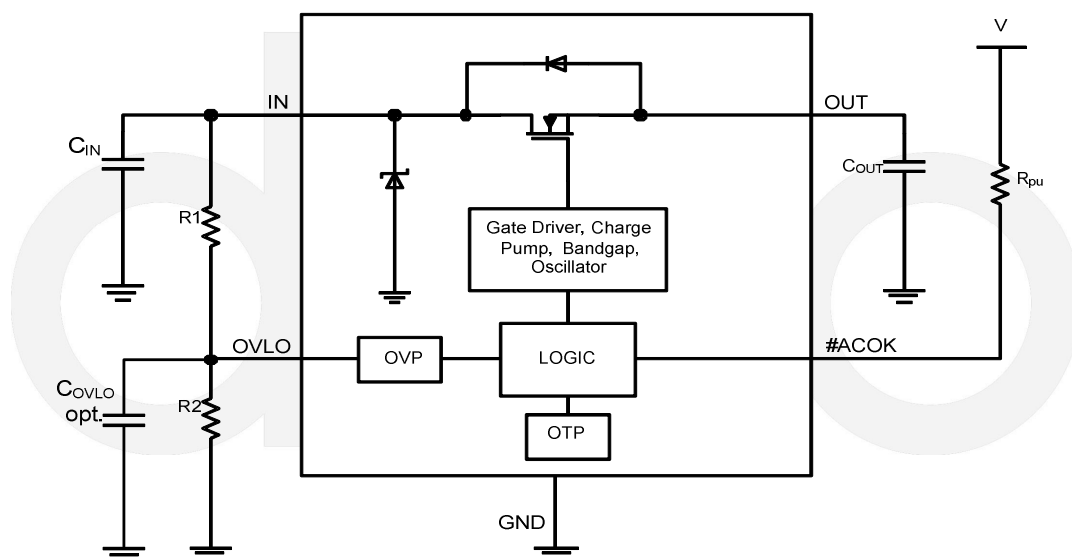 V
IN
OUT
CIN
COUT
Rpu
R1
Gate Driver, Charge
Pump, Bandgap,
Oscillator
OVLO
OVP
LOGIC
#ACOK
COVLO
opt.
R2
OTP
GND